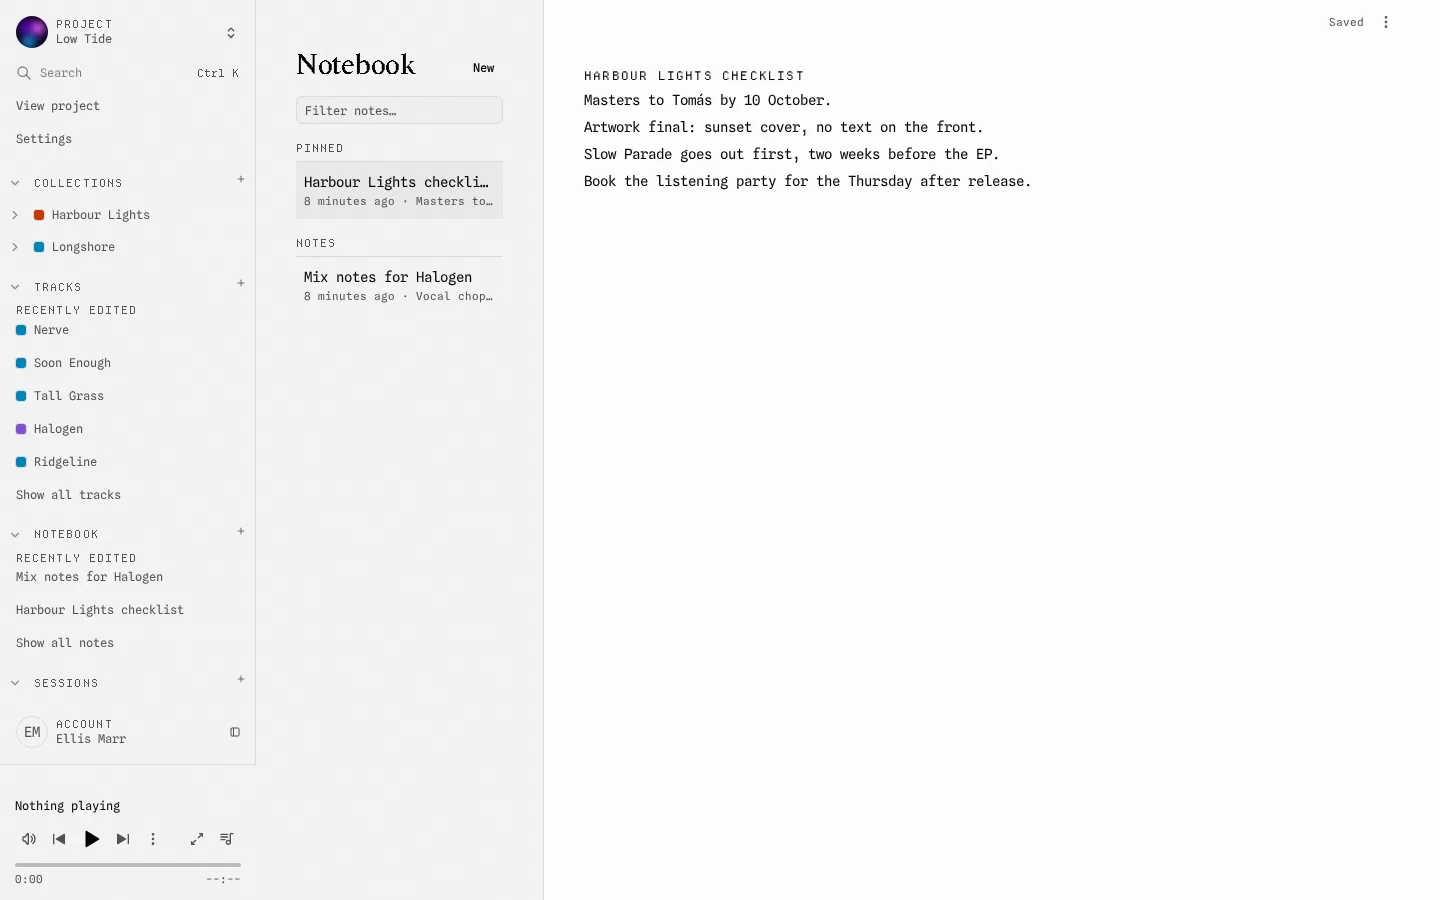 PROJECT
Low Tide
Search Ctrl K
View project
Settings
COLLECTIONS +
Harbour Lights
Longshore
TRACKS +
RECENTLY EDITED
Nerve
Soon Enough
Tall Grass
Halogen
Ridgeline
Show all tracks
NOTEBOOK +
RECENTLY EDITED
Mix notes for Halogen
Harbour Lights checklist
Show all notes
SESSIONS +
EM
ACCOUNT
Ellis Marr
Nothing playing
0:00 --:--
Notebook New
Filter notes…
PINNED
Harbour Lights checkli…
8 minutes ago · Masters to…
NOTES
Mix notes for Halogen
8 minutes ago · Vocal chop…
Saved
HARBOUR LIGHTS CHECKLIST
Masters to Tomás by 10 October.
Artwork final: sunset cover, no text on the front.
Slow Parade goes out first, two weeks before the EP.
Book the listening party for the Thursday after release.